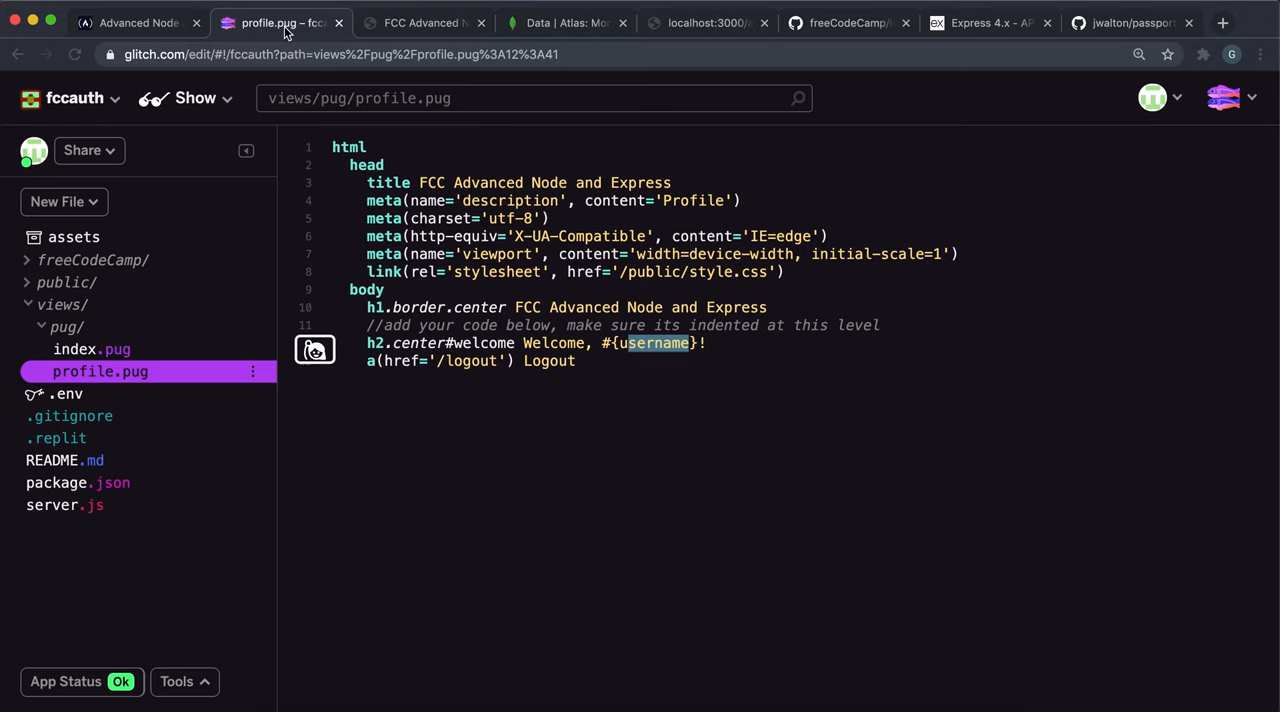 Advanced Node
profile.pug – fcc
FCC Advanced N
Data | Atlas: Mon
localhost:3000/a
freeCodeCamp/
Express 4.x - AP
jwalton/passport
glitch.com/edit/#!/fccauth?path=views%2Fpug%2Fprofile.pug%3A12%3A41
G
fccauth
Show
views/pug/profile.pug
Share
New File
assets
freeCodeCamp/
public/
views/
pug/
index.pug
profile.pug
.env
.gitignore
.replit
README.md
package.json
server.js
App Status Ok
Tools
1 html
2 head
3 title FCC Advanced Node and Express
4 meta(name='description', content='Profile')
5 meta(charset='utf-8')
6 meta(http-equiv='X-UA-Compatible', content='IE=edge')
7 meta(name='viewport', content='width=device-width, initial-scale=1')
8 link(rel='stylesheet', href='/public/style.css')
9 body
10 h1.border.center FCC Advanced Node and Express
11 //add your code below, make sure its indented at this level
h2.center#welcome Welcome, #{username}!
a(href='/logout') Logout